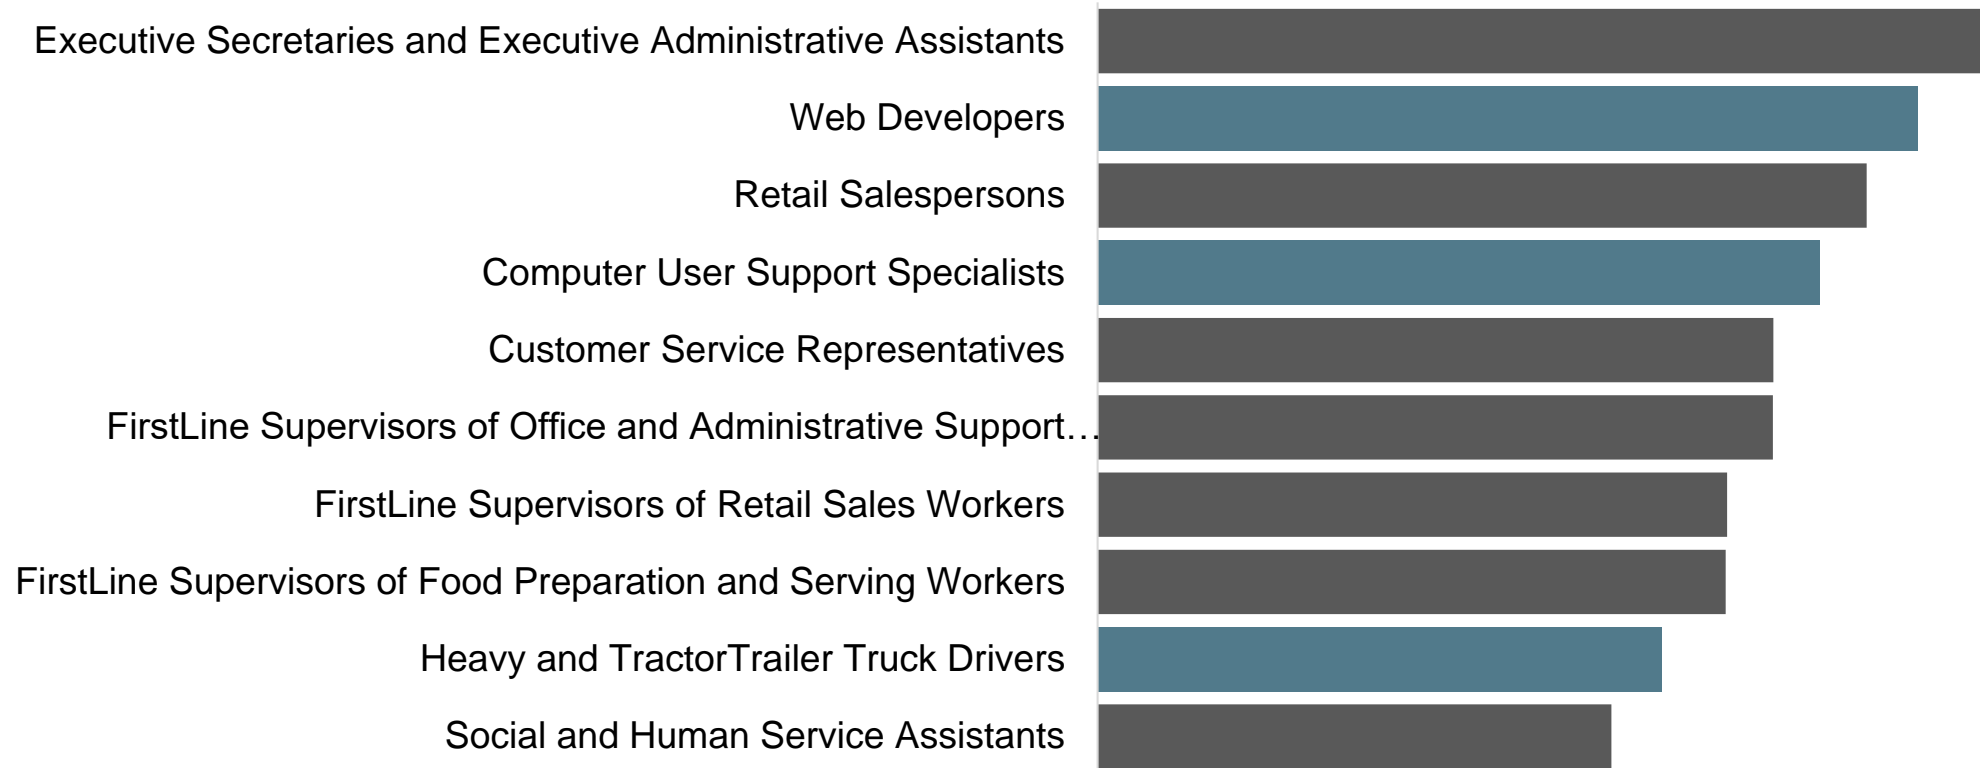 Executive Secretaries and Executive Administrative Assistants
Web Developers
Retail Salespersons
Computer User Support Specialists
Customer Service Representatives
FirstLine Supervisors of Office and Administrative Support…
FirstLine Supervisors of Retail Sales Workers
FirstLine Supervisors of Food Preparation and Serving Workers
Heavy and TractorTrailer Truck Drivers
Social and Human Service Assistants